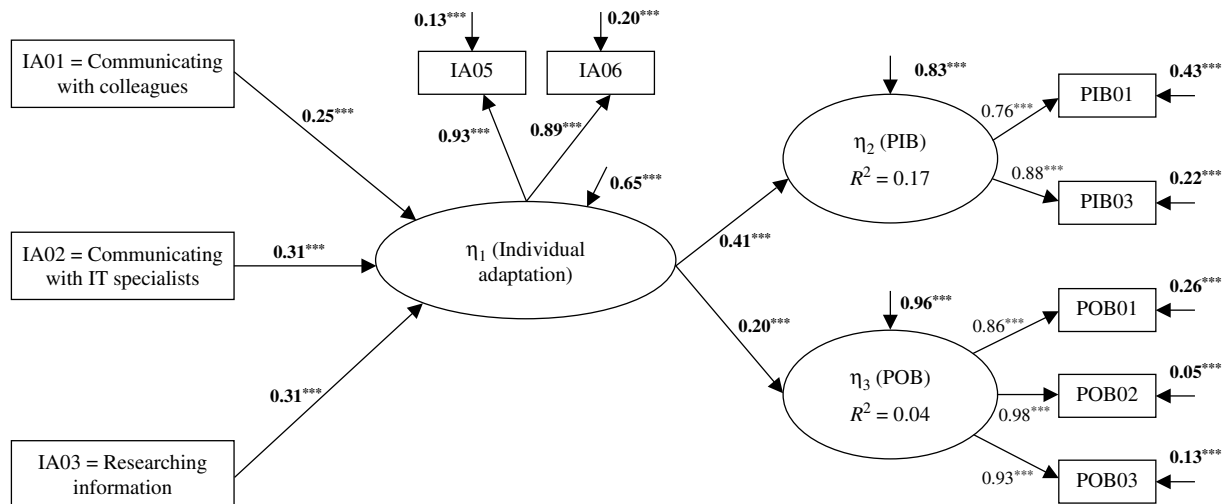 0.13***
0.20***
IA01 = Communicating
with colleagues
IA05
IA06
0.25***
0.93***
0.89***
0.65***
IA02 = Communicating
with IT specialists
0.31***
η₁ (Individual
adaptation)
IA03 = Researching
information
0.31***
0.83***
η₂ (PIB)
R² = 0.17
0.41***
0.76***
PIB01
0.43***
0.88***
PIB03
0.22***
0.96***
η₃ (POB)
R² = 0.04
0.20***
0.86***
POB01
0.26***
0.98***
POB02
0.05***
0.93***
POB03
0.13***